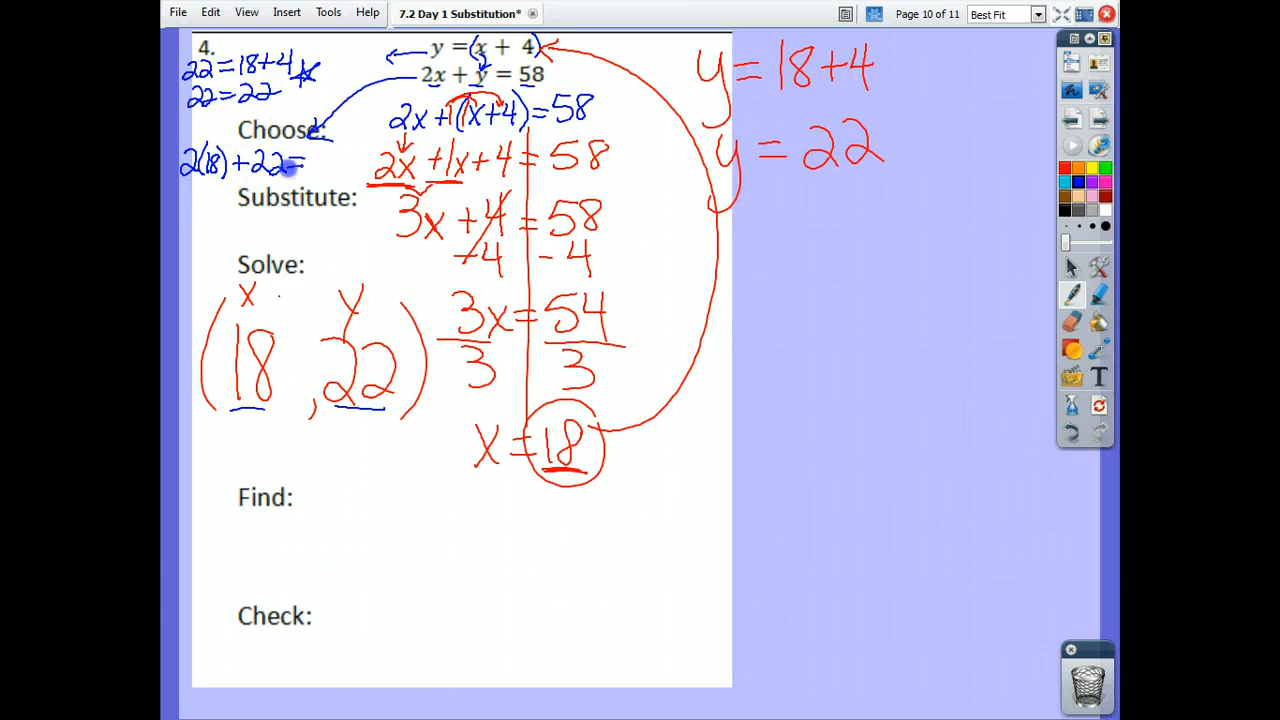 File Edit View Insert Tools Help
7.2 Day 1 Substitution*
Page 10 of 11
Best Fit
4.
y = (x + 4)
2x + y = 58
22=18+4
22=22
2x+1(1x+4)=58
Choose:
2(18)+22=
2x+1x+4=58
Substitute:
3x+4=58
-4 -4
Solve:
x y
(18, 22)
3x=54
3 3
x=18
Find:
Check:
y=18+4
y=22
T